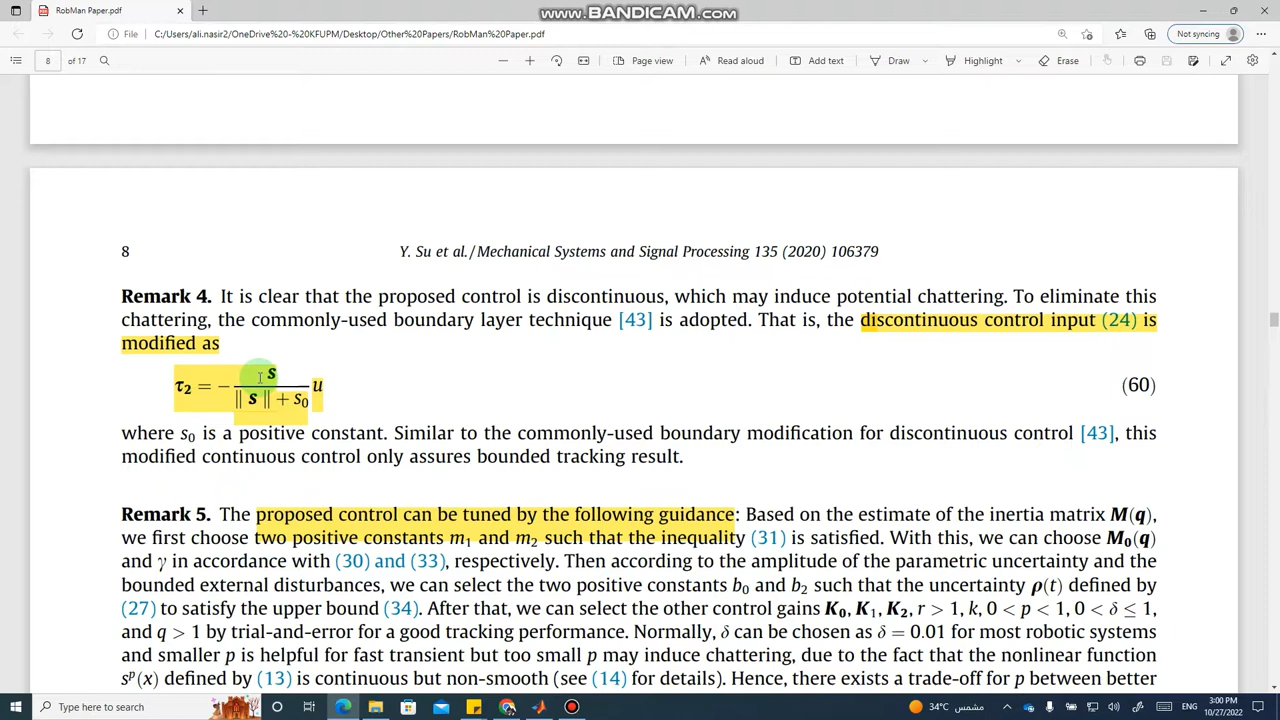 www.BANDICAM.com
RobMan Paper.pdf
File
C:/Users/ali.nasir2/OneDrive%20-%20KFUPM/Desktop/Other%20Papers/RobMan%20Paper.pdf
Not syncing
8 of 17
Page view
Read aloud
Add text
Draw
Highlight
Erase
8
Y. Su et al./Mechanical Systems and Signal Processing 135 (2020) 106379
Remark 4. It is clear that the proposed control is discontinuous, which may induce potential chattering. To eliminate this
chattering, the commonly-used boundary layer technique [43] is adopted. That is, the discontinuous control input (24) is
modified as
τ₂ = − s / (∥ s ∥ + s₀) u (60)
where s₀ is a positive constant. Similar to the commonly-used boundary modification for discontinuous control [43], this
modified continuous control only assures bounded tracking result.
Remark 5. The proposed control can be tuned by the following guidance: Based on the estimate of the inertia matrix M(q),
we first choose two positive constants m₁ and m₂ such that the inequality (31) is satisfied. With this, we can choose M₀(q)
and γ in accordance with (30) and (33), respectively. Then according to the amplitude of the parametric uncertainty and the
bounded external disturbances, we can select the two positive constants b₀ and b₂ such that the uncertainty ρ(t) defined by
(27) to satisfy the upper bound (34). After that, we can select the other control gains K₀, K₁, K₂, r > 1, k, 0 < p < 1, 0 < δ ≤ 1,
and q > 1 by trial-and-error for a good tracking performance. Normally, δ can be chosen as δ = 0.01 for most robotic systems
and smaller p is helpful for fast transient but too small p may induce chattering, due to the fact that the nonlinear function
sᵖ(x) defined by (13) is continuous but non-smooth (see (14) for details). Hence, there exists a trade-off for p between better
Type here to search
34°C مشمس
ENG
3:00 PM
10/27/2022